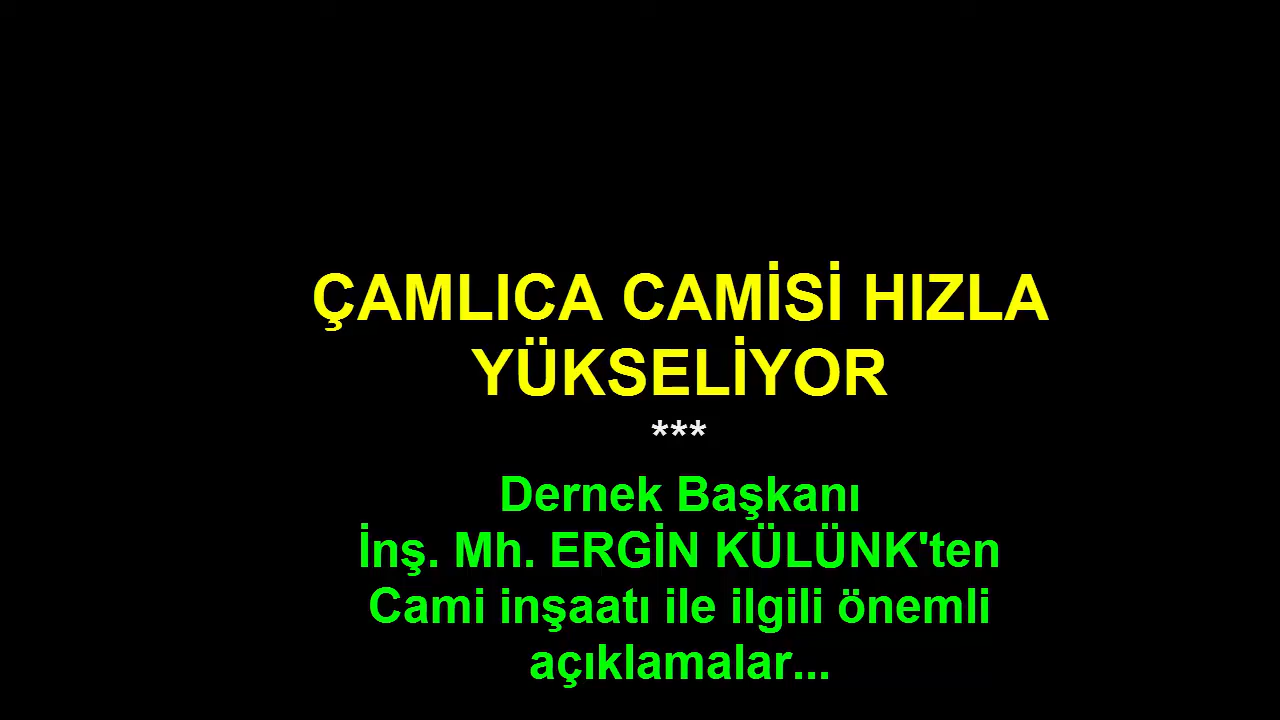 ÇAMLICA CAMİSİ HIZLA
YÜKSELİYOR
***
Dernek Başkanı
İnş. Mh. ERGİN KÜLÜNK'ten
Cami inşaatı ile ilgili önemli
açıklamalar...